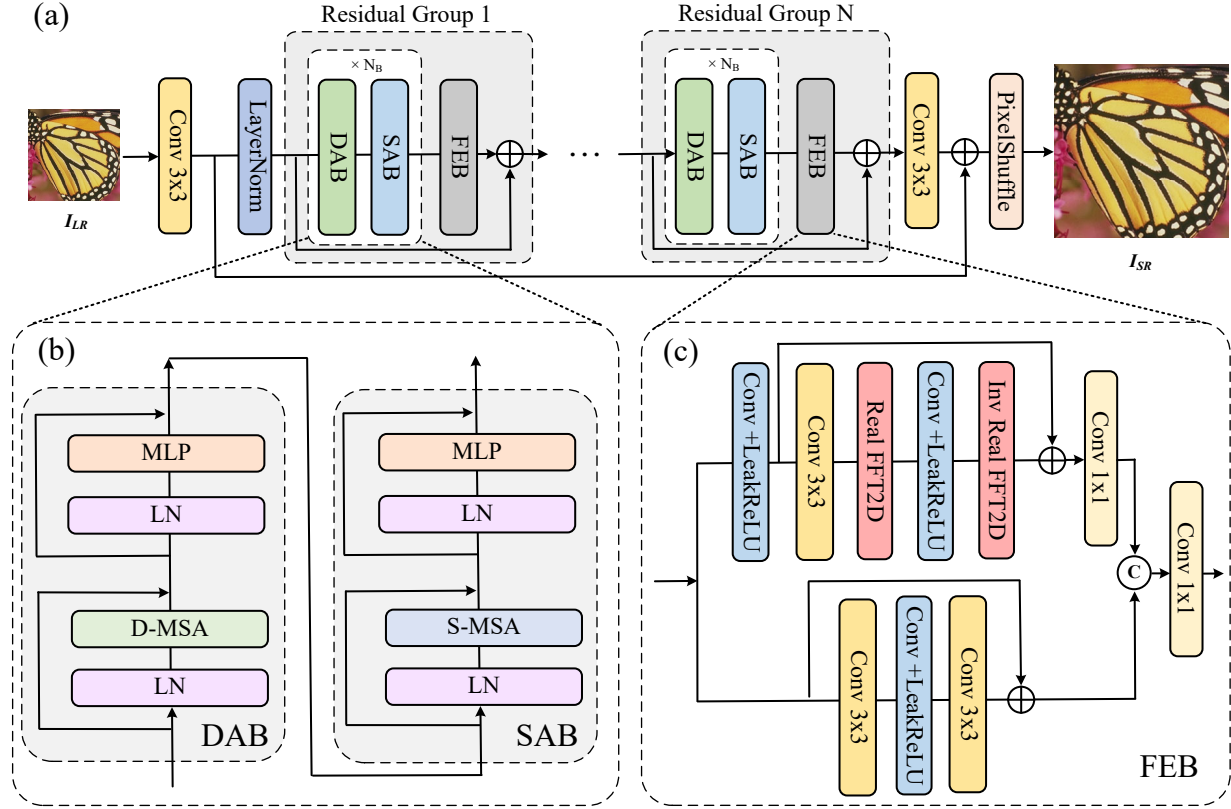 (a)
Residual Group 1
Residual Group N
× N_B
× N_B
I_LR
Conv 3x3
LayerNorm
DAB
SAB
FEB
...
DAB
SAB
FEB
Conv 3x3
PixelShuffle
I_SR
(b)
MLP
LN
D-MSA
LN
DAB
MLP
LN
S-MSA
LN
SAB
(c)
Conv +LeakReLU
Conv 3x3
Real FFT2D
Conv +LeakReLU
Inv Real FFT2D
Conv 1x1
C
Conv 1x1
Conv 3x3
Conv +LeakReLU
Conv 3x3
FEB